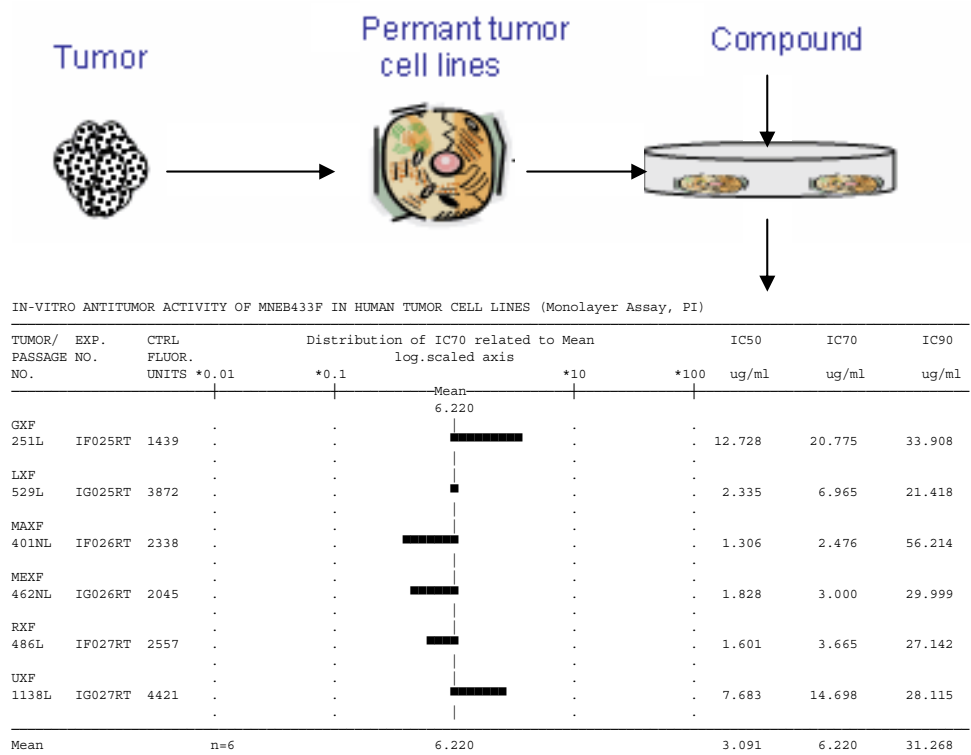 Tumor
Permant tumor
cell lines
Compound
IN-VITRO ANTITUMOR ACTIVITY OF MNEB433F IN HUMAN TUMOR CELL LINES (Monolayer Assay, PI)
TUMOR/ EXP. CTRL Distribution of IC70 related to Mean IC50 IC70 IC90
PASSAGE NO. FLUOR. log.scaled axis
NO. UNITS *0.01 *0.1 *10 *100 ug/ml ug/ml ug/ml
Mean
6.220
GXF
251L IF025RT 1439 12.728 20.775 33.908
LXF
529L IG025RT 3872 2.335 6.965 21.418
MAXF
401NL IF026RT 2338 1.306 2.476 56.214
MEXF
462NL IG026RT 2045 1.828 3.000 29.999
RXF
486L IF027RT 2557 1.601 3.665 27.142
UXF
1138L IG027RT 4421 7.683 14.698 28.115
Mean n=6 6.220 3.091 6.220 31.268